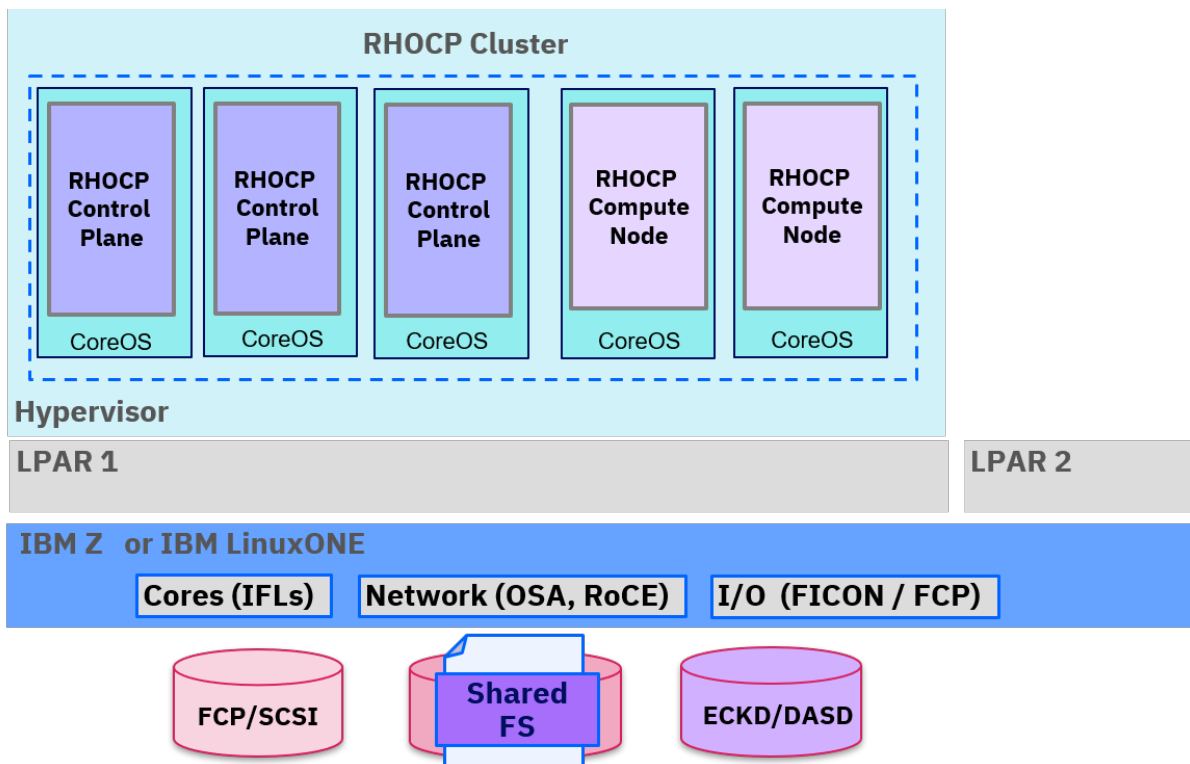 RHOCP Cluster
RHOCP
Control
Plane
CoreOS
RHOCP
Control
Plane
CoreOS
RHOCP
Control
Plane
CoreOS
RHOCP
Compute
Node
CoreOS
RHOCP
Compute
Node
CoreOS
Hypervisor
LPAR 1
LPAR 2
IBM Z or IBM LinuxONE
Cores (IFLs)
Network (OSA, RoCE)
I/O (FICON / FCP)
FCP/SCSI
Shared
FS
ECKD/DASD